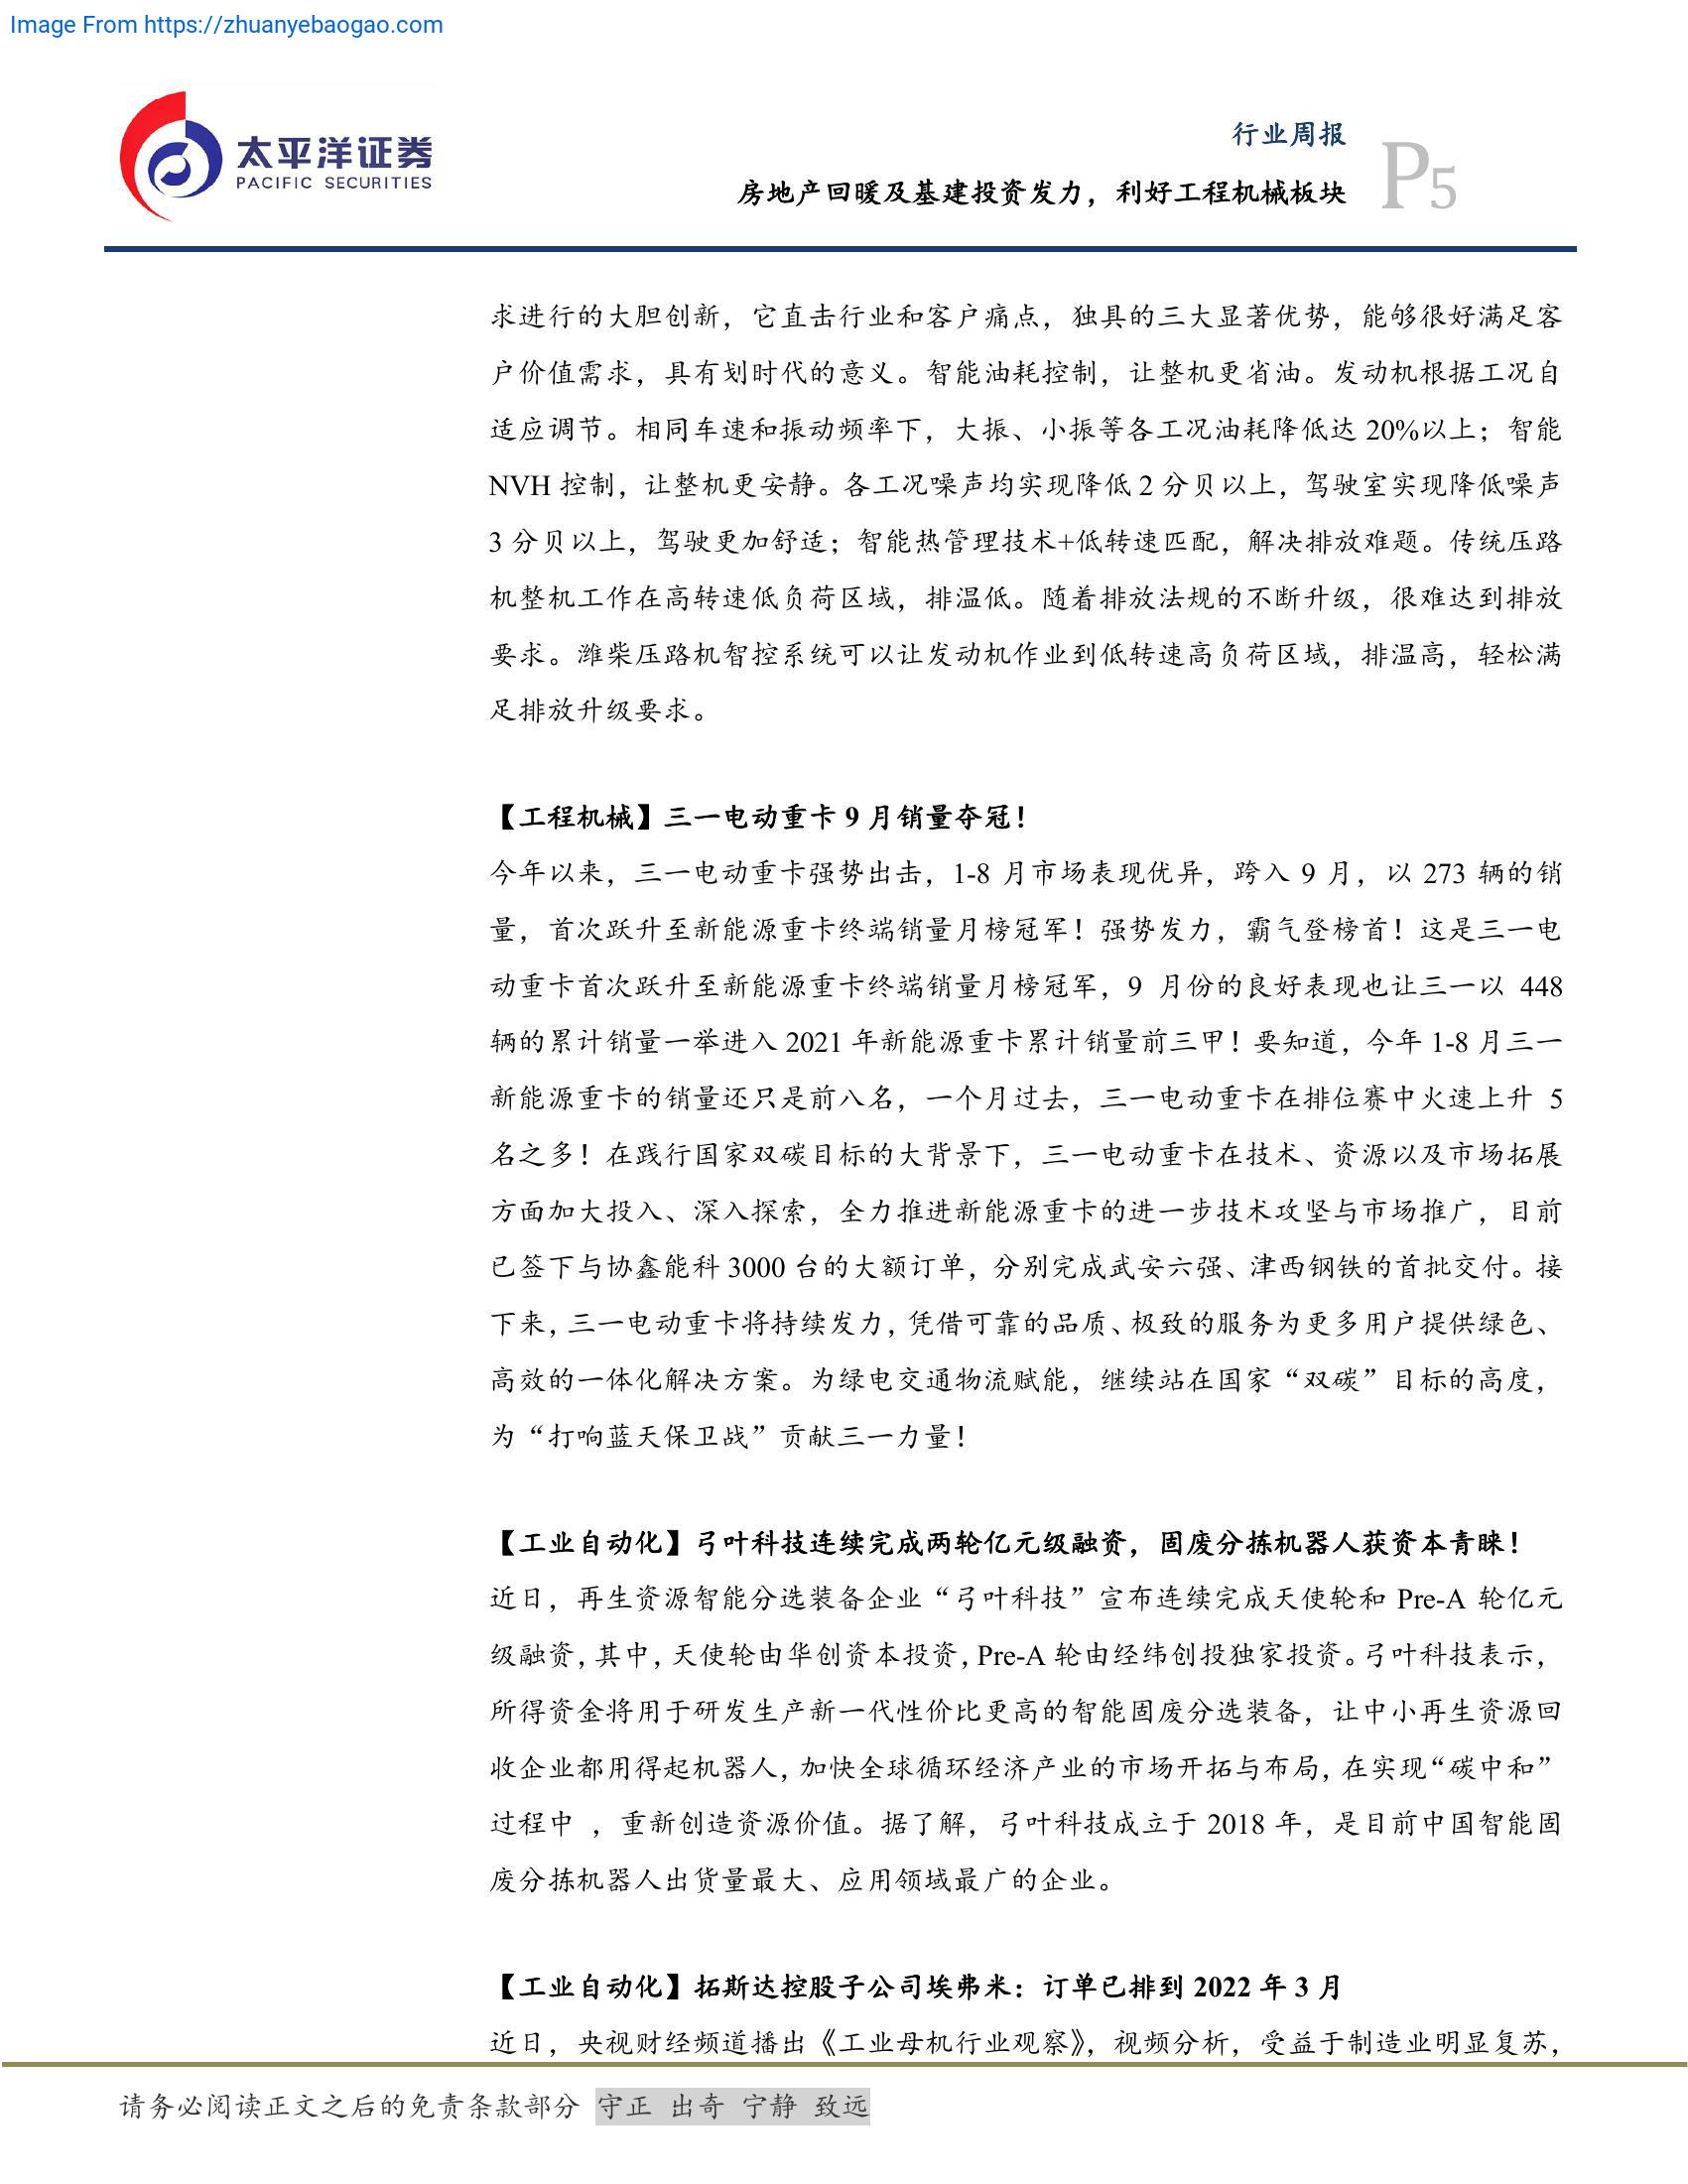 Image From https://zhuanyebaogao.com
太平洋证券
PACIFIC SECURITIES
行业周报
房地产回暖及基建投资发力，利好工程机械板块
P5
求进行的大胆创新，它直击行业和客户痛点，独具的三大显著优势，能够很好满足客
户价值需求，具有划时代的意义。智能油耗控制，让整机更省油。发动机根据工况自
适应调节。相同车速和振动频率下，大振、小振等各工况油耗降低达 20%以上；智能
NVH 控制，让整机更安静。各工况噪声均实现降低 2 分贝以上，驾驶室实现降低噪声
3 分贝以上，驾驶更加舒适；智能热管理技术+低转速匹配，解决排放难题。传统压路
机整机工作在高转速低负荷区域，排温低。随着排放法规的不断升级，很难达到排放
要求。潍柴压路机智控系统可以让发动机作业到低转速高负荷区域，排温高，轻松满
足排放升级要求。
【工程机械】三一电动重卡 9 月销量夺冠！
今年以来，三一电动重卡强势出击，1-8 月市场表现优异，跨入 9 月，以 273 辆的销
量，首次跃升至新能源重卡终端销量月榜冠军！强势发力，霸气登榜首！这是三一电
动重卡首次跃升至新能源重卡终端销量月榜冠军，9 月份的良好表现也让三一以 448
辆的累计销量一举进入 2021 年新能源重卡累计销量前三甲！要知道，今年 1-8 月三一
新能源重卡的销量还只是前八名，一个月过去，三一电动重卡在排位赛中火速上升 5
名之多！在践行国家双碳目标的大背景下，三一电动重卡在技术、资源以及市场拓展
方面加大投入、深入探索，全力推进新能源重卡的进一步技术攻坚与市场推广，目前
已签下与协鑫能科 3000 台的大额订单，分别完成武安六强、津西钢铁的首批交付。接
下来，三一电动重卡将持续发力，凭借可靠的品质、极致的服务为更多用户提供绿色、
高效的一体化解决方案。为绿电交通物流赋能，继续站在国家“双碳”目标的高度，
为“打响蓝天保卫战”贡献三一力量！
【工业自动化】弓叶科技连续完成两轮亿元级融资，固废分拣机器人获资本青睐！
近日，再生资源智能分选装备企业“弓叶科技”宣布连续完成天使轮和 Pre-A 轮亿元
级融资，其中，天使轮由华创资本投资，Pre-A 轮由经纬创投独家投资。弓叶科技表示，
所得资金将用于研发生产新一代性价比更高的智能固废分选装备，让中小再生资源回
收企业都用得起机器人，加快全球循环经济产业的市场开拓与布局，在实现“碳中和”
过程中 ，重新创造资源价值。据了解，弓叶科技成立于 2018 年，是目前中国智能固
废分拣机器人出货量最大、应用领域最广的企业。
【工业自动化】拓斯达控股子公司埃弗米：订单已排到 2022 年 3 月
近日，央视财经频道播出《工业母机行业观察》，视频分析，受益于制造业明显复苏，
请务必阅读正文之后的免责条款部分 守正 出奇 宁静 致远